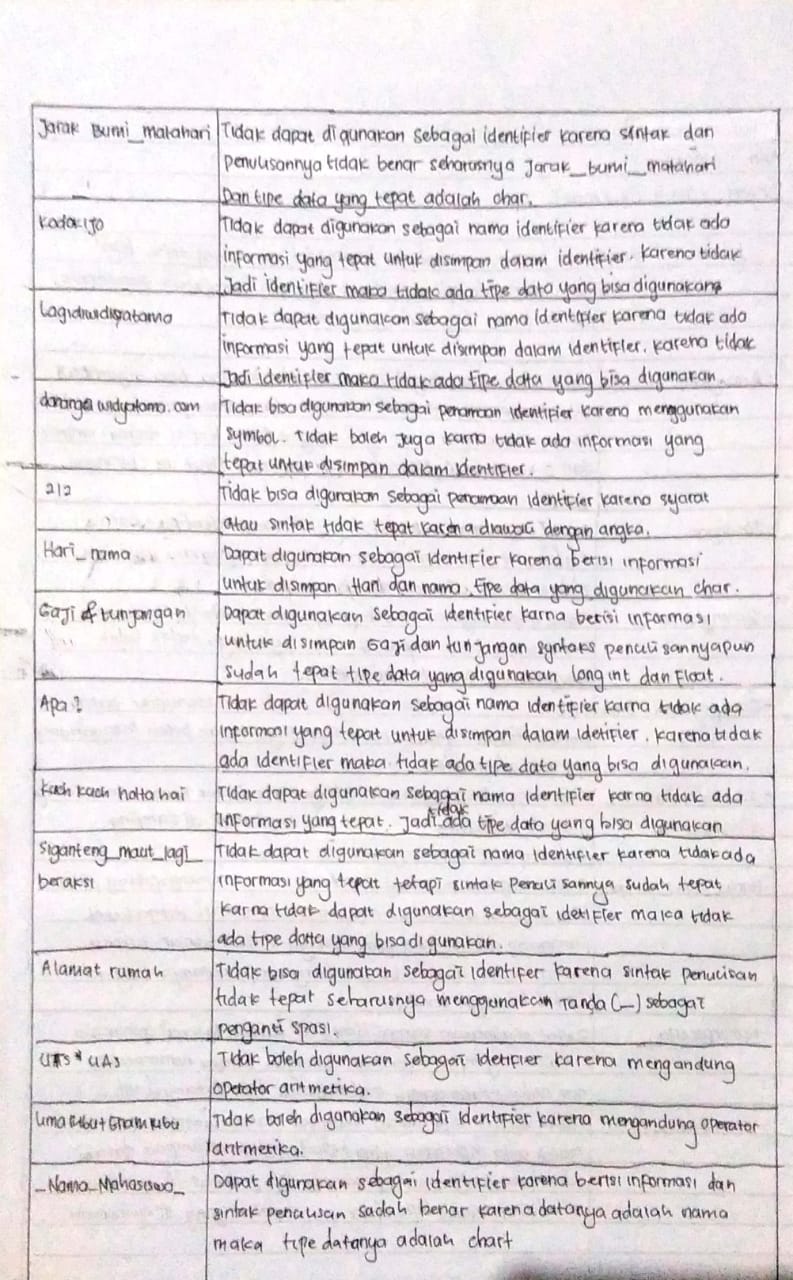 Jarak Bumi_matahari
Tidak dapat digunakan sebagai identifier karena sintak dan
penulisannya tidak benar seharusnya Jarak_bumi_matahari
Dan tipe data yang tepat adalah char.
Kodok Ijo
Tidak dapat digunakan sebagai nama identifier karena tidak ada
informasi yang tepat untuk disimpan dalam identifier. Karena tidak
Jadi identifier maka tidak ada tipe data yang bisa digunakan
Lagidiwidyatama
Tidak dapat digunakan sebagai nama identifier karena tidak ada
informasi yang tepat untuk disimpan dalam identifier. Karena tidak
Jadi identifier maka tidak ada tipe data yang bisa digunakan.
widyatama.com
Tidak bisa digunakan sebagai penamaan identifier karena menggunakan
symbol. Tidak boleh juga karna tidak ada informasi yang
tepat untuk disimpan dalam identifier.
212
Tidak bisa digunakan sebagai penamaan identifier karena syarat
atau sintak tidak tepat karena diawali dengan angka.
Hari_nama
Dapat digunakan sebagai identifier karena berisi informasi
untuk disimpan Hari dan nama. tipe data yang digunakan char.
Gaji & tunjangan
Dapat digunakan sebagai identifier karna berisi informasi
untuk disimpan Gaji dan tunjangan syntaks penulisannyapun
sudah tepat tipe data yang digunakan long int dan Float.
Apa?
Tidak dapat digunakan sebagai nama identifier karna tidak ada
informasi yang tepat untuk disimpan dalam idetifier. karena tidak
ada identifier maka tidak ada tipe data yang bisa digunakan.
Kuch Kuch hotta hai
Tidak dapat digunakan sebagai nama identifier karna tidak ada
informasi yang tepat. Jadi tidak ada tipe data yang bisa digunakan
Siganteng_maut_lagi_
beraksi
Tidak dapat digunakan sebagai nama identifier karena tidak ada
informasi yang tepat tetapi sintak penulisannya sudah tepat
karna tidak dapat digunakan sebagai idetifier maka tidak
ada tipe data yang bisa digunakan.
Alamat rumah
Tidak bisa digunakan sebagai identifer karena sintak penulisan
tidak tepat seharusnya menggunakan Tanda (_) sebagai
penganti spasi.
UTS * UAS
Tidak boleh digunakan sebagai identifier karena mengandung
operator aritmetika.
Lima Ribu + Enam Ribu
Tidak boleh digunakan sebagai identifier karena mengandung operator
aritmetika.
_Nama_Mahasiswa_
Dapat digunakan sebagai identifier karena berisi informasi dan
sintak penulisan sudah benar karena datanya adalah nama
maka tipe datanya adalah chart